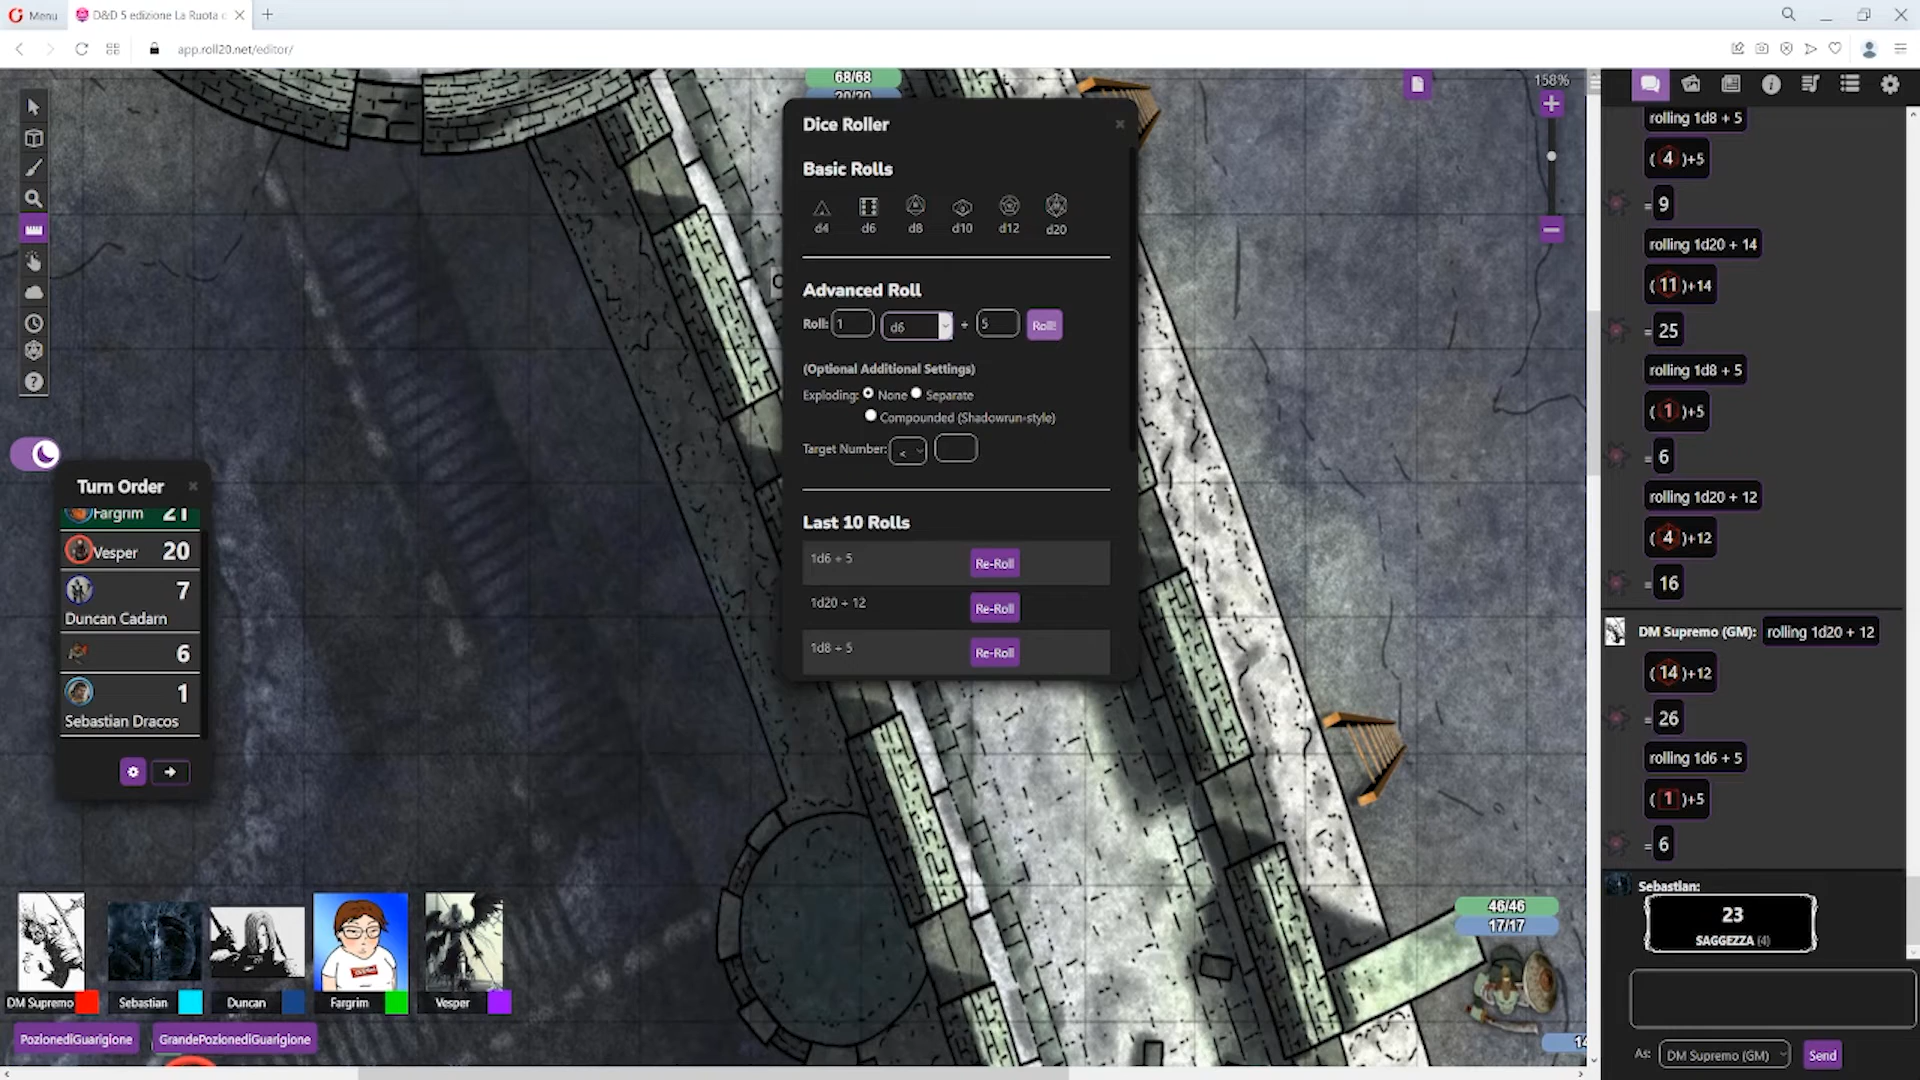 Menu
D&D 5 edizione La Ruota
app.roll20.net/editor/
68/68
20/20
158%
Dice Roller
Basic Rolls
d4 d6 d8 d10 d12 d20
Advanced Roll
Roll: 1 d6 + 5 Roll!
(Optional Additional Settings)
Exploding: None Separate
Compounded (Shadowrun-style)
Target Number: <
Last 10 Rolls
1d6 + 5 Re-Roll
1d20 + 12 Re-Roll
1d8 + 5 Re-Roll
Turn Order
Fargrim 21
Vesper 20
7
Duncan Cadarn
6
1
Sebastian Dracos
DM Supremo
Sebastian
Duncan
Fargrim
Vesper
PozionediGuarigione
GrandePozionediGuarigione
46/46
17/17
14
rolling 1d8 + 5
(4)+5
= 9
rolling 1d20 + 14
(11)+14
= 25
rolling 1d8 + 5
(1)+5
= 6
rolling 1d20 + 12
(4)+12
= 16
DM Supremo (GM): rolling 1d20 + 12
(14)+12
= 26
rolling 1d6 + 5
(1)+5
= 6
Sebastian:
23
SAGGEZZA (4)
As: DM Supremo (GM) Send